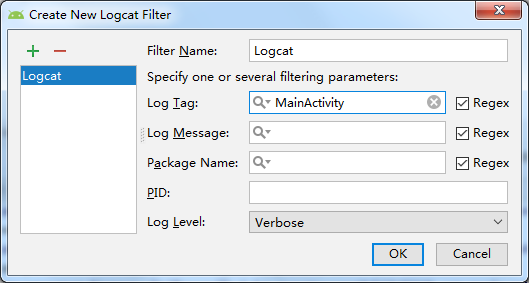 Create New Logcat Filter
Logcat
Filter Name: Logcat
Specify one or several filtering parameters:
Log Tag: MainActivity Regex
Log Message: Regex
Package Name: Regex
PID:
Log Level: Verbose
OK Cancel